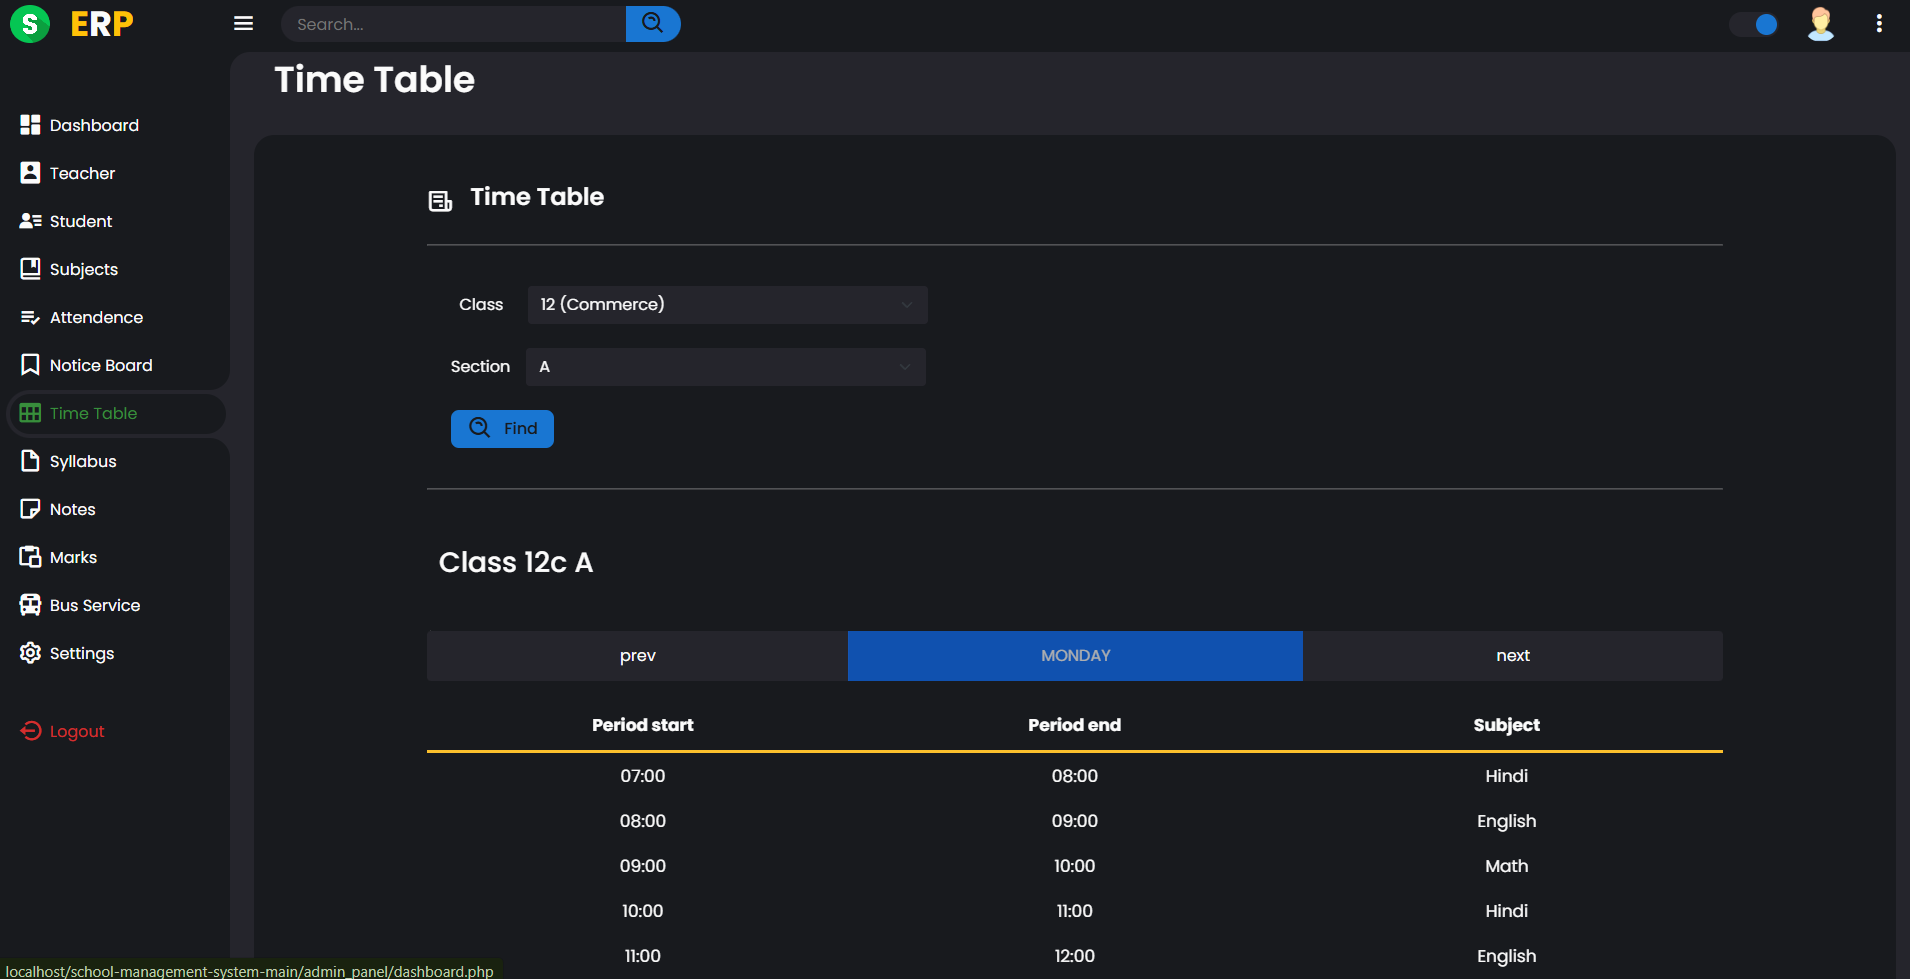 S ERP
Search...
Time Table
Dashboard
Teacher
Student
Subjects
Attendence
Notice Board
Time Table
Syllabus
Notes
Marks
Bus Service
Settings
Logout
Time Table
Class 12 (Commerce)
Section A
Find
Class 12c A
prev MONDAY next
Period start Period end Subject
07:00 08:00 Hindi
08:00 09:00 English
09:00 10:00 Math
10:00 11:00 Hindi
11:00 12:00 English
localhost/school-management-system-main/admin_panel/dashboard.php